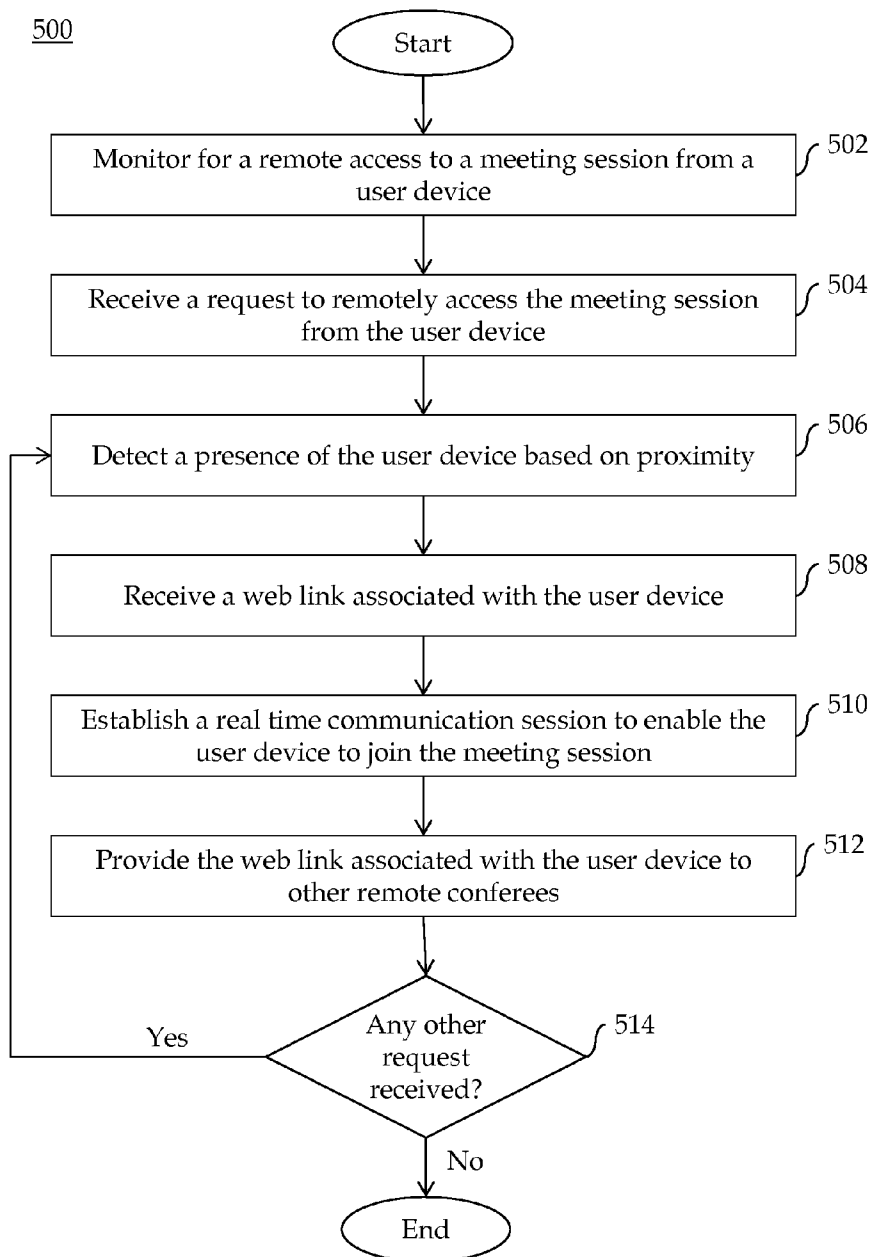 500
Start
Monitor for a remote access to a meeting session from a
user device
502
Receive a request to remotely access the meeting session
from the user device
504
Detect a presence of the user device based on proximity
506
Receive a web link associated with the user device
508
Establish a real time communication session to enable the
user device to join the meeting session
510
Provide the web link associated with the user device to
other remote conferees
512
Any other
request
received?
514
Yes
No
End